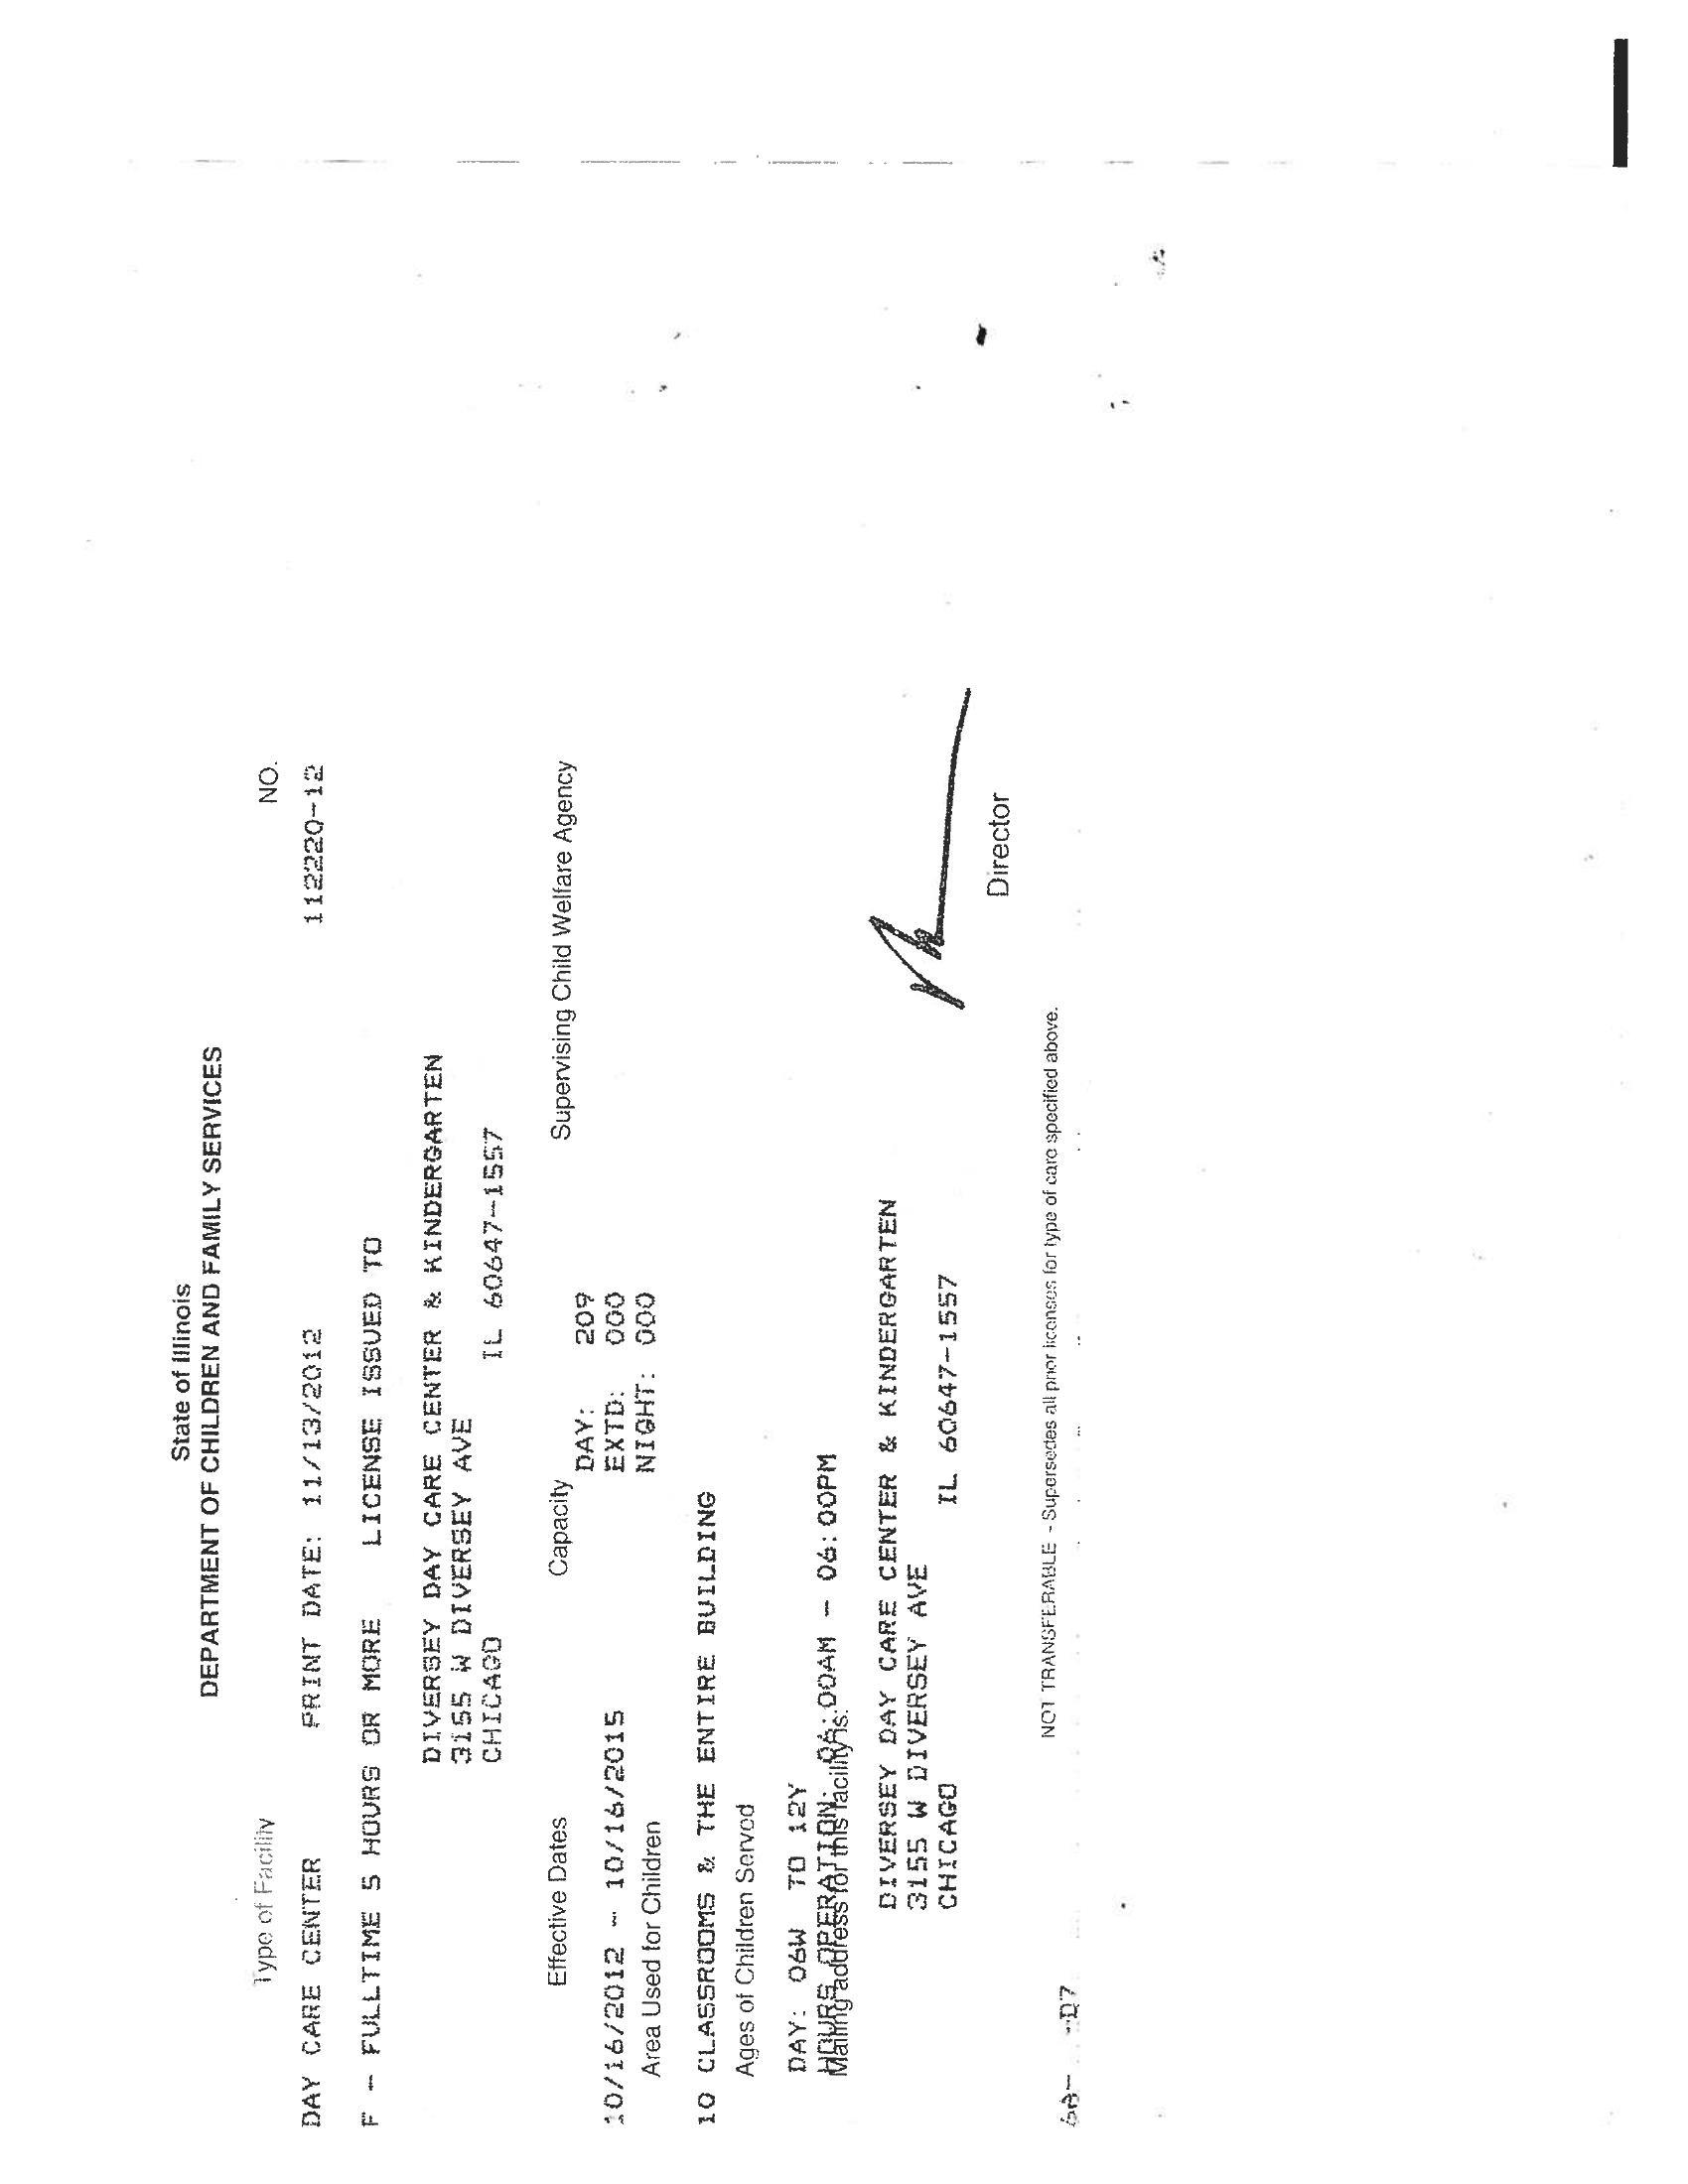 State of Illinois
DEPARTMENT OF CHILDREN AND FAMILY SERVICES
Type of Facility NO.
DAY CARE CENTER PRINT DATE: 11/13/2012 112220-12
F - FULLTIME 5 HOURS OR MORE LICENSE ISSUED TO
DIVERSEY DAY CARE CENTER & KINDERGARTEN
3155 W DIVERSEY AVE
CHICAGO IL 60647-1557
Effective Dates Capacity Supervising Child Welfare Agency
DAY: 209
10/16/2012 - 10/16/2015 EXTD: 000
Area Used for Children NIGHT: 000
10 CLASSROOMS & THE ENTIRE BUILDING
Ages of Children Served
DAY: 06W TO 12Y
HOURS OPERATION: 06:00AM - 06:00PM
Mailing address for this facility is:
DIVERSEY DAY CARE CENTER & KINDERGARTEN
3155 W DIVERSEY AVE
CHICAGO IL 60647-1557
Director
NOT TRANSFERABLE - Supersedes all prior licenses for type of care specified above.